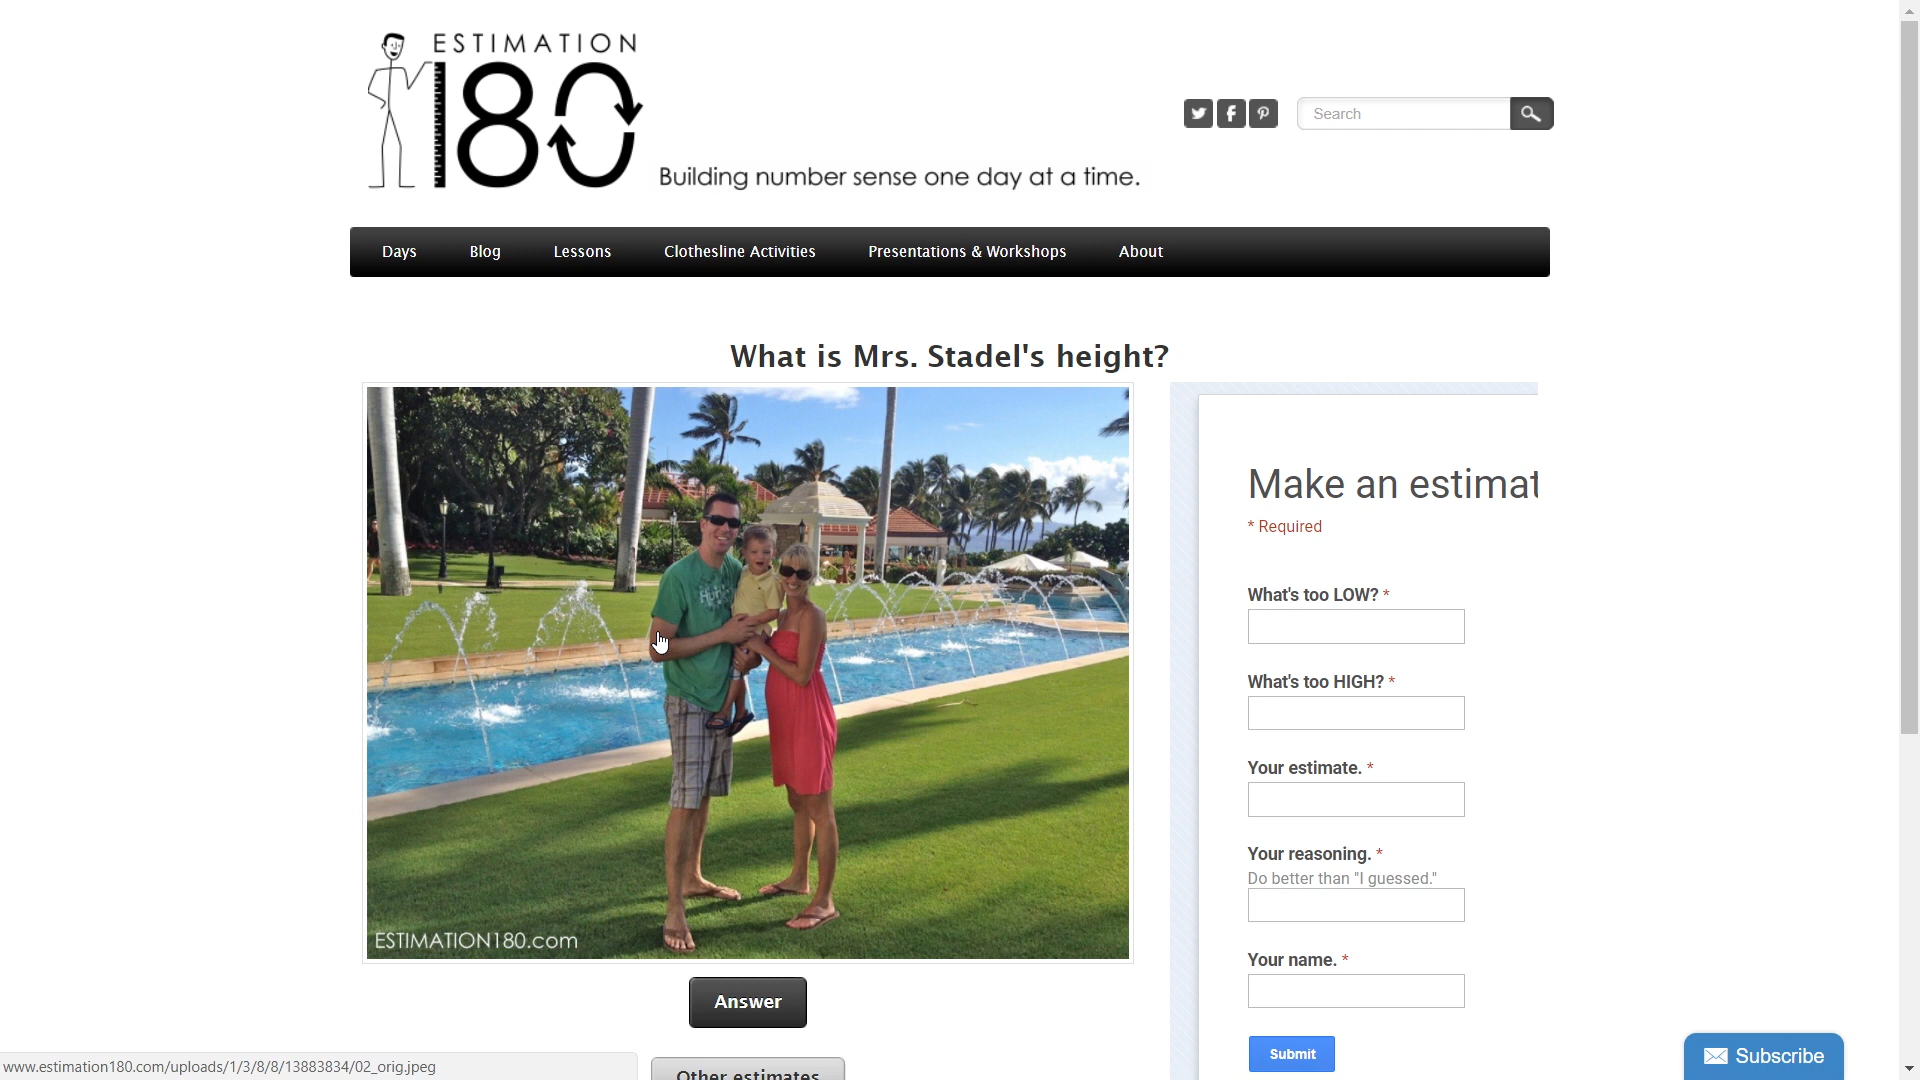 ESTIMATION
180
Building number sense one day at a time.
Search
Days Blog Lessons Clothesline Activities Presentations & Workshops About
What is Mrs. Stadel's height?
ESTIMATION180.com
Answer
Other estimates
Make an estimat
* Required
What's too LOW? *
What's too HIGH? *
Your estimate. *
Your reasoning. *
Do better than "I guessed."
Your name. *
Submit
Subscribe
www.estimation180.com/uploads/1/3/8/8/13883834/02_orig.jpeg